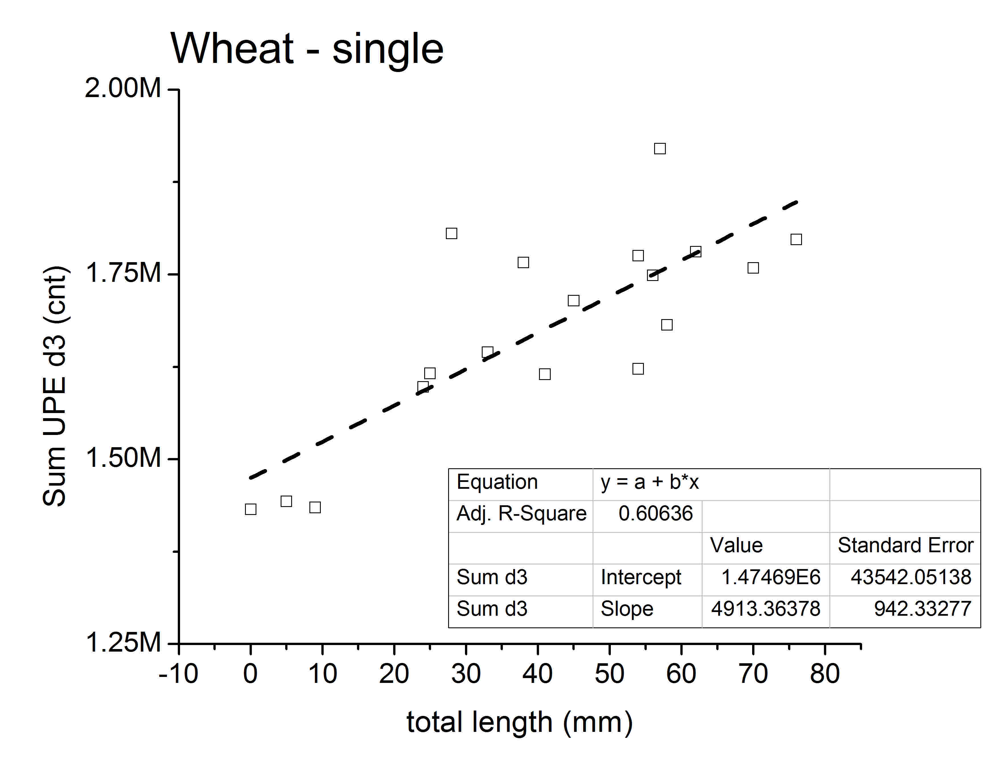 Wheat - single
2.00M
1.75M
1.50M
1.25M
Sum UPE d3 (cnt)
Equation y = a + b*x
Adj. R-Square 0.60636
Value Standard Error
Sum d3 Intercept 1.47469E6 43542.05138
Sum d3 Slope 4913.36378 942.33277
-10 0 10 20 30 40 50 60 70 80
total length (mm)